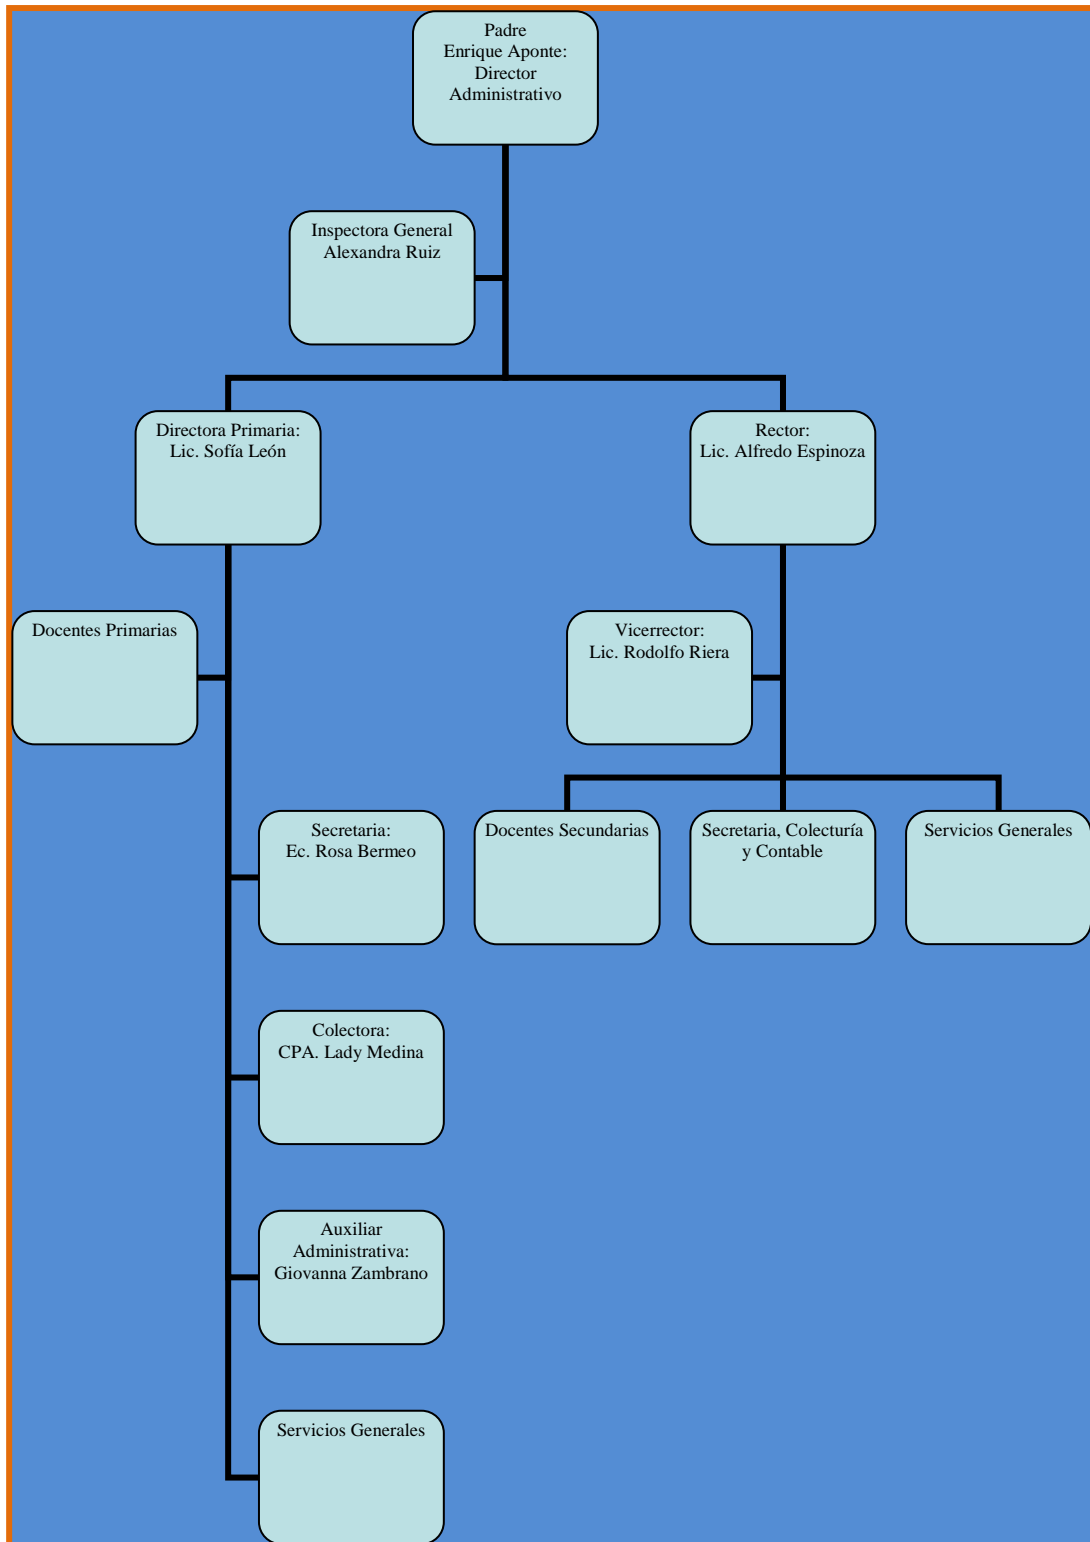 Padre
Enrique Aponte:
Director
Administrativo
Inspectora General
Alexandra Ruiz
Directora Primaria:
Lic. Sofía León
Rector:
Lic. Alfredo Espinoza
Docentes Primarias
Vicerrector:
Lic. Rodolfo Riera
Secretaria:
Ec. Rosa Bermeo
Docentes Secundarias
Secretaria, Colecturía
y Contable
Servicios Generales
Colectora:
CPA. Lady Medina
Auxiliar
Administrativa:
Giovanna Zambrano
Servicios Generales